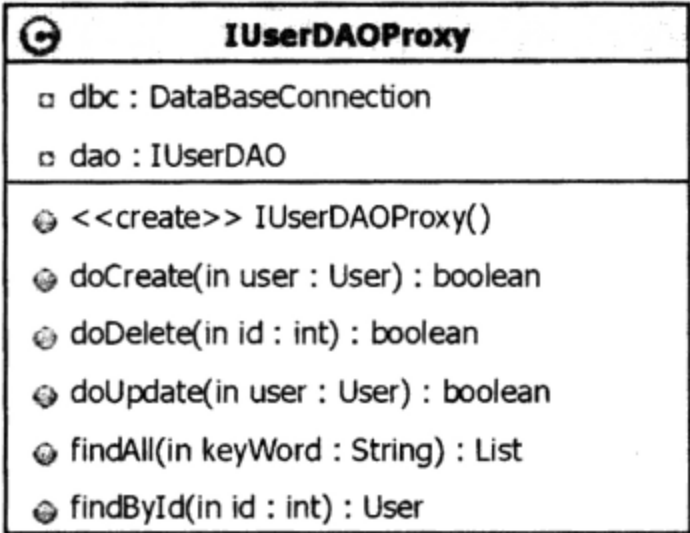 IUserDAOProxy
dbc : DataBaseConnection
dao : IUserDAO
<<create>> IUserDAOProxy()
doCreate(in user : User) : boolean
doDelete(in id : int) : boolean
doUpdate(in user : User) : boolean
findAll(in keyWord : String) : List
findById(in id : int) : User